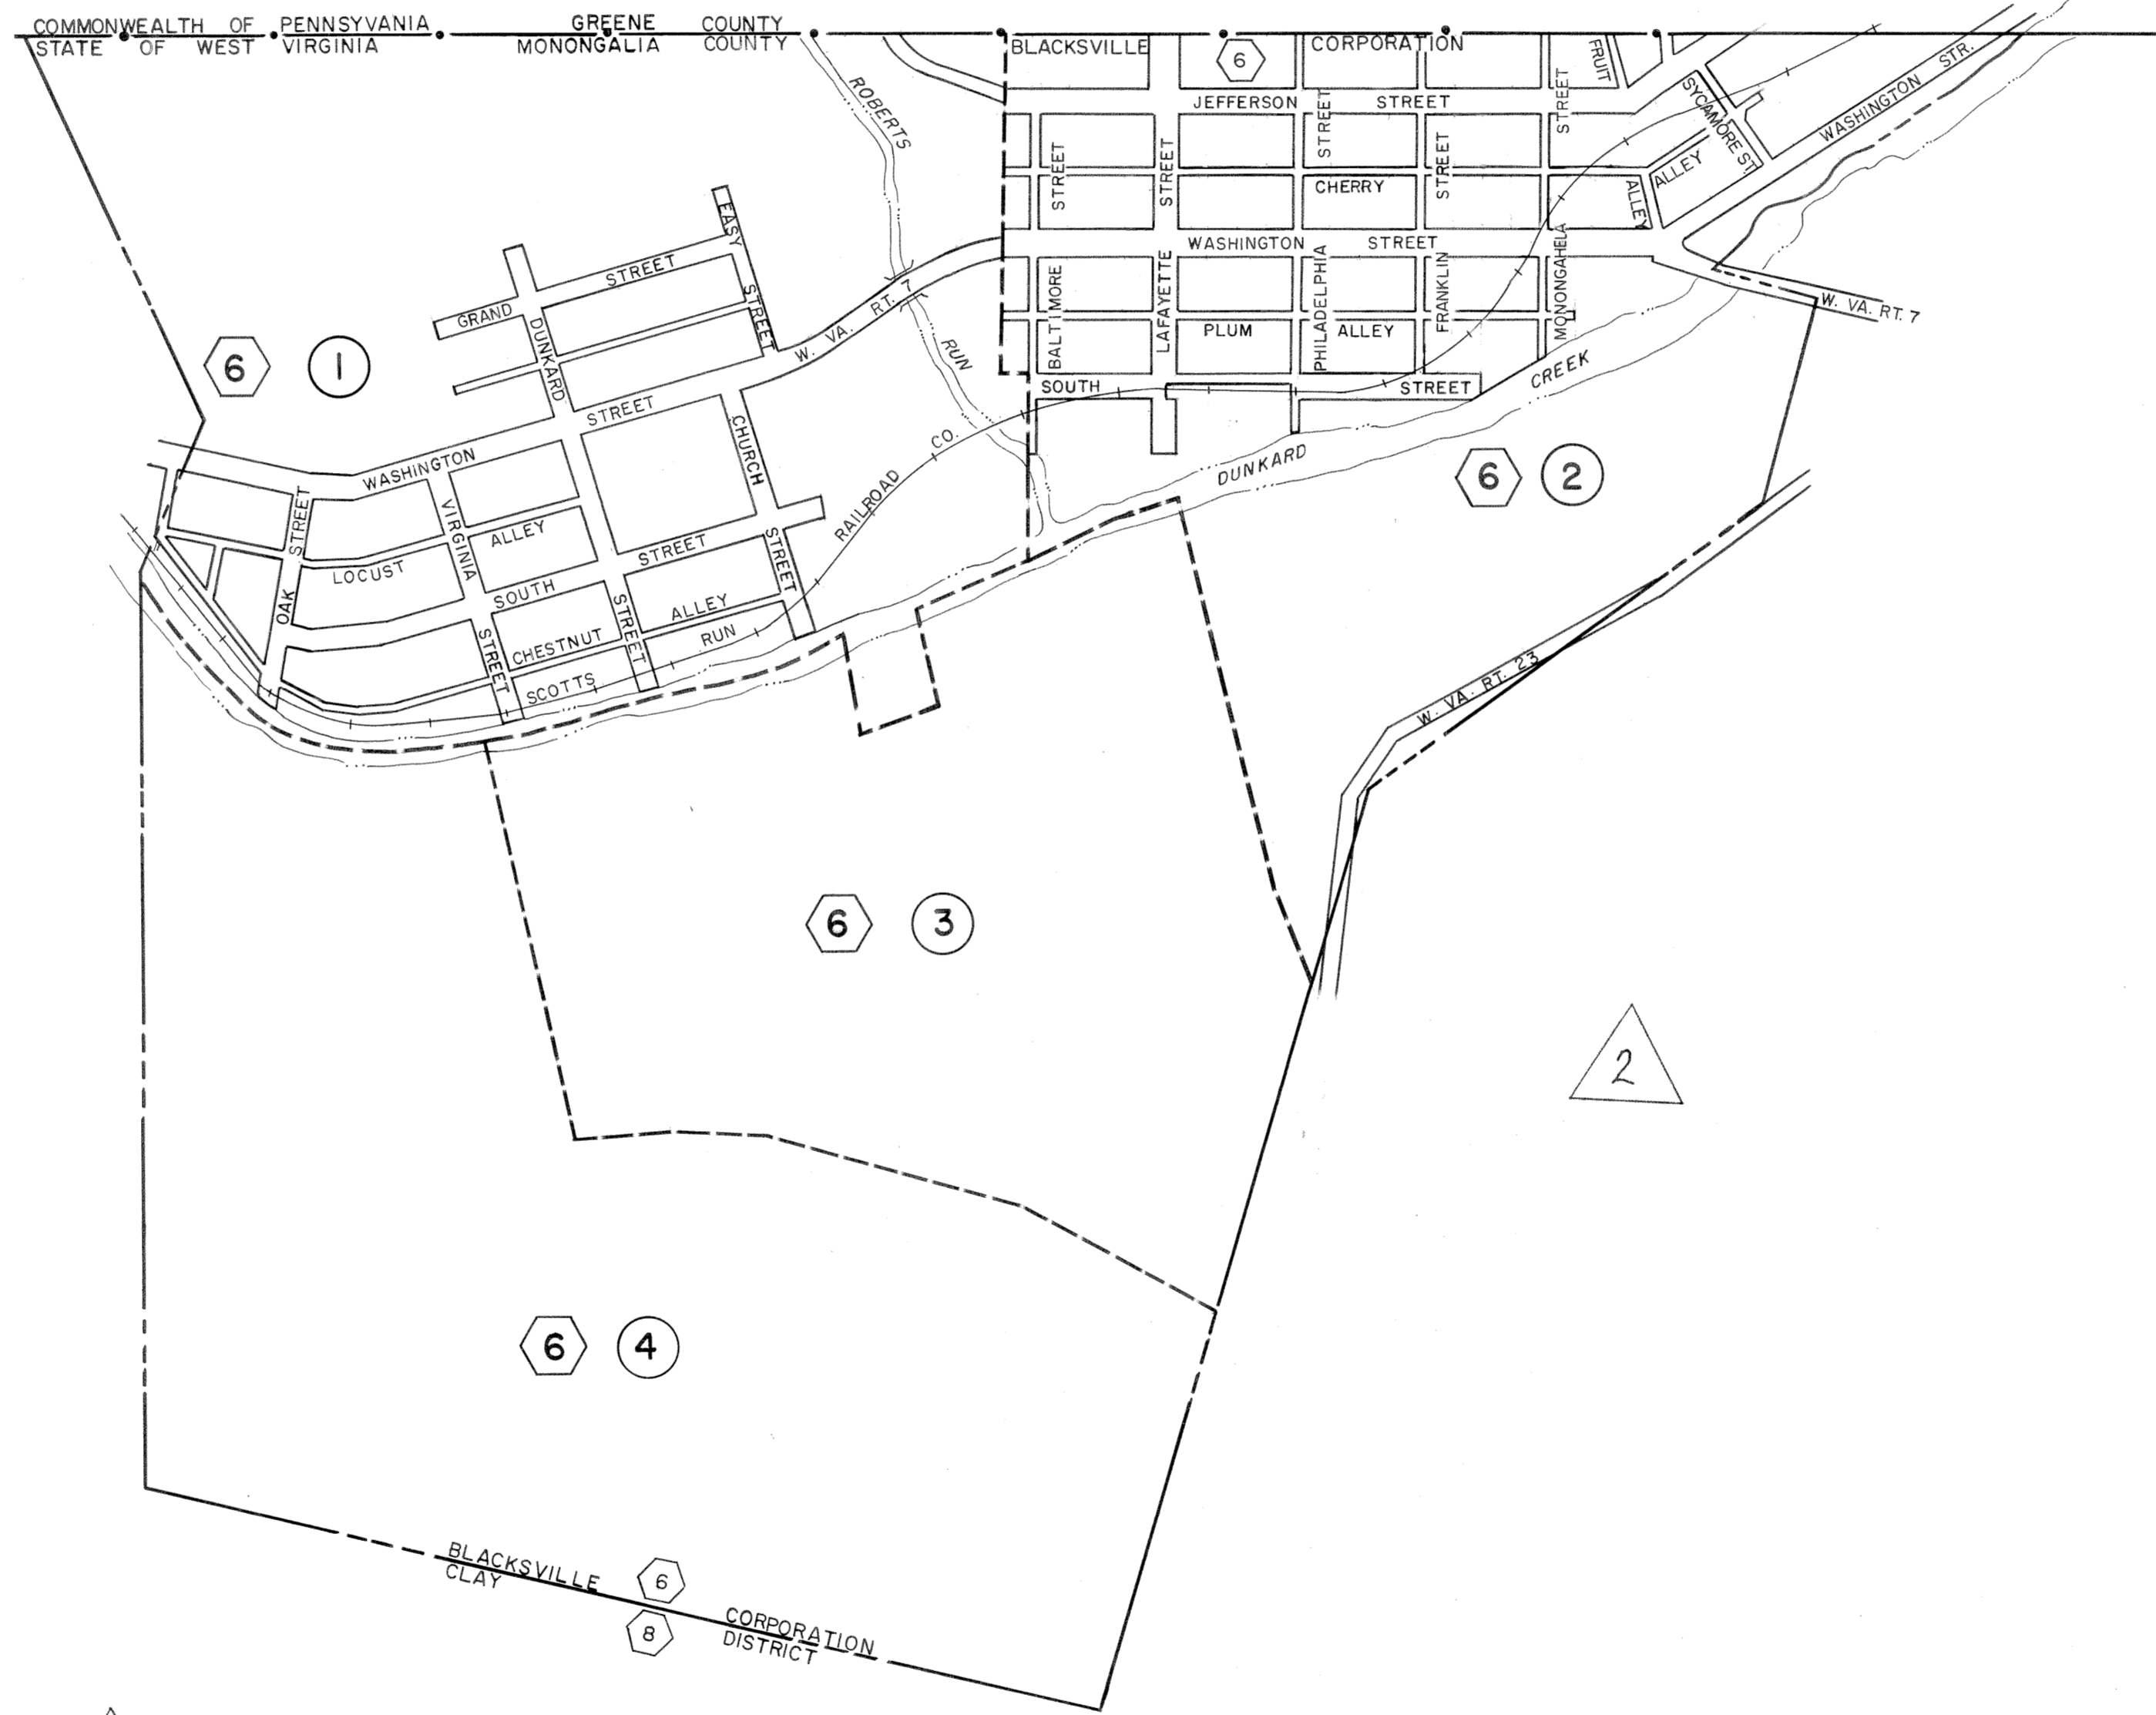 COMMONWEALTH OF PENNSYVANIA GREENE COUNTY
STATE OF WEST VIRGINIA MONONGALIA COUNTY
BLACKSVILLE 6 CORPORATION
ROBERTS
RUN
JEFFERSON STREET
FRUIT
ALLEY
SYCAMORE ST.
WASHINGTON STR.
ALLEY
CHERRY
WASHINGTON STREET
BALTIMORE STREET
LAFAYETTE STREET
PHILADELPHIA STREET
FRANKLIN STREET
MONONGAHELA STREET
PLUM ALLEY
SOUTH STREET
W. VA. RT. 7
DUNKARD CREEK
EASY STREET
GRAND STREET
DUNKARD
STREET
W. VA. RT. 7
6 1
WASHINGTON STREET
CHURCH
STREET
RAILROAD CO.
VIRGINIA
STREET
OAK STREET
LOCUST ALLEY
SOUTH STREET
CHESTNUT ALLEY
SCOTTS RUN
6 2
W. VA. RT. 23
6 3
2
6 4
BLACKSVILLE 6 CORPORATION
CLAY 8 DISTRICT